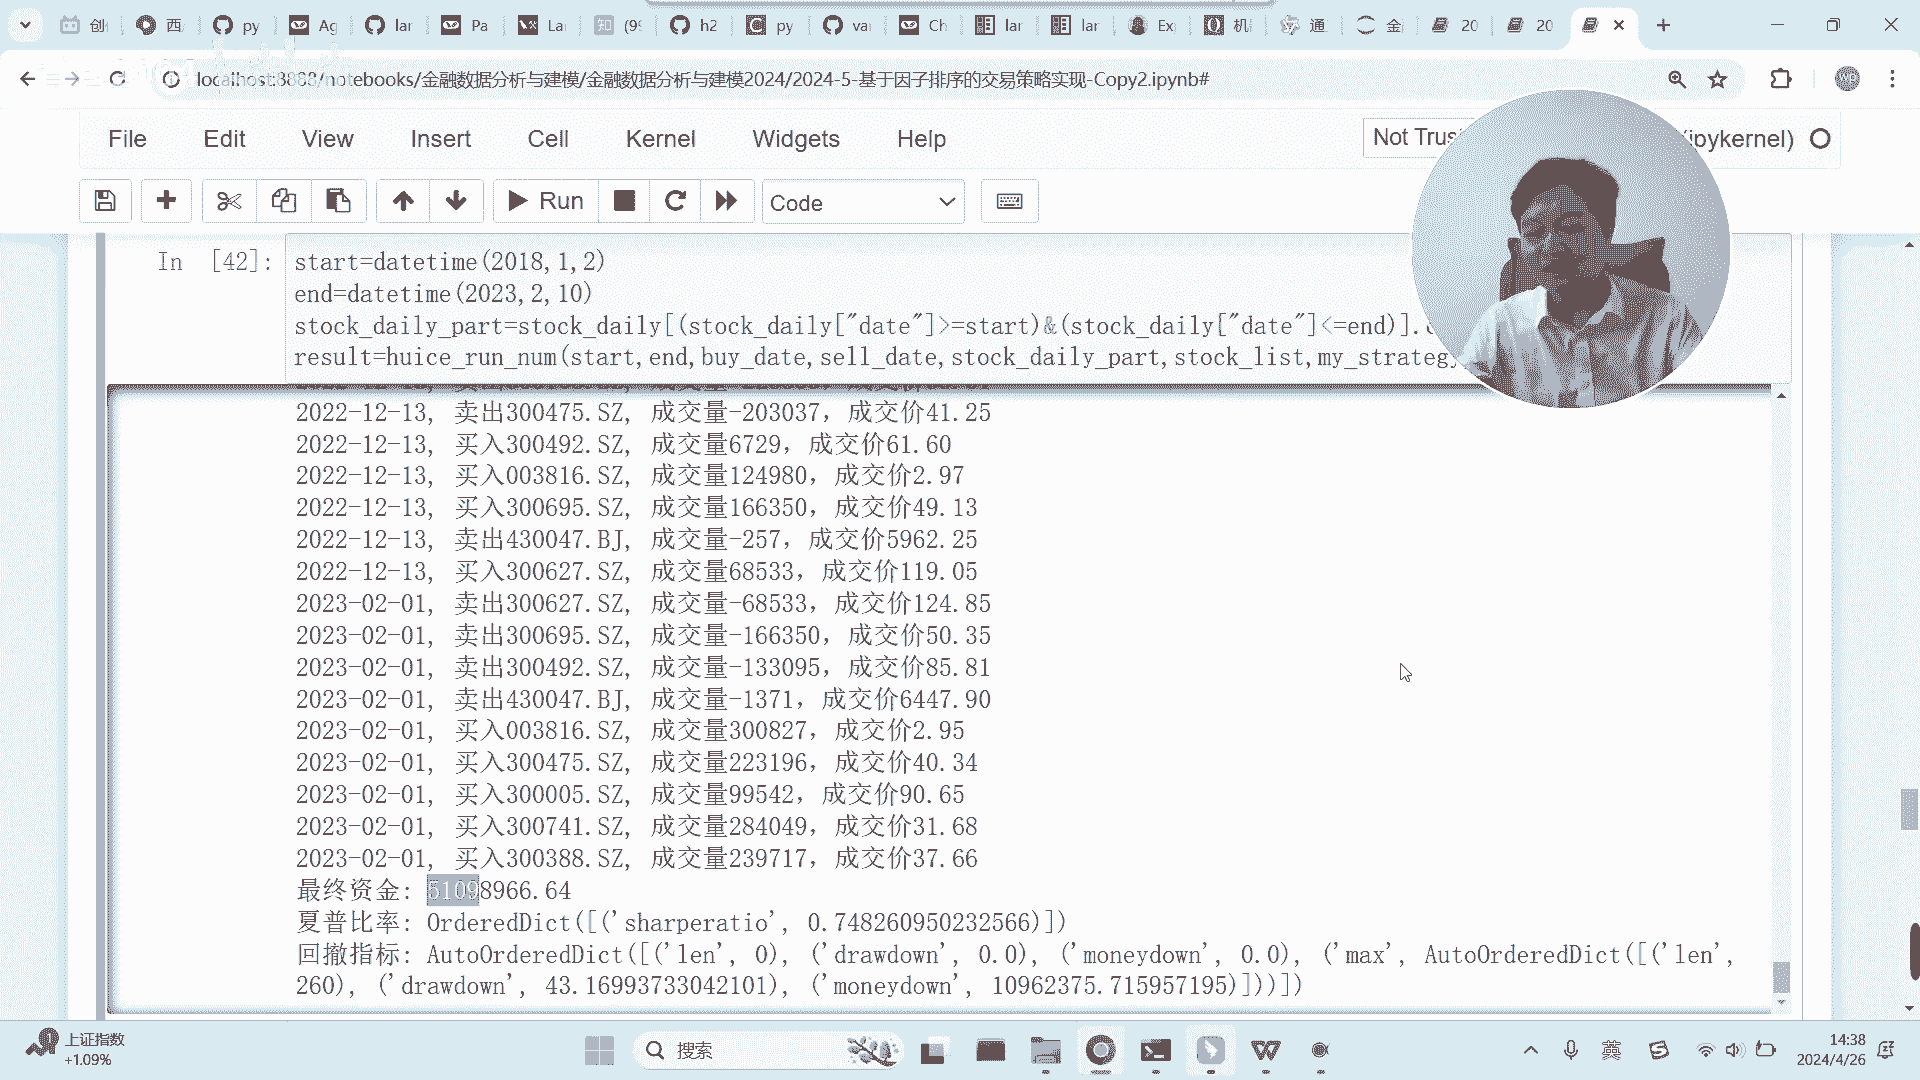 创 西 py Ag lar Pa La (9 h2 py va Ch lar lar Ex 机 通 金 20 20
localhost:8888/notebooks/金融数据分析与建模/金融数据分析与建模2024/2024-5-基于因子排序的交易策略实现-Copy2.ipynb#
File Edit View Insert Cell Kernel Widgets Help Not Trus (ipykernel)
Run Code
In [42]: start=datetime(2018,1,2)
end=datetime(2023,2,10)
stock_daily_part=stock_daily[(stock_daily["date"]>=start)&(stock_daily["date"]<=end)].
result=huice_run_num(start,end,buy_date,sell_date,stock_daily_part,stock_list,my_strategy
2022-12-13, 卖出300475.SZ, 成交量-203037, 成交价41.25
2022-12-13, 买入300492.SZ, 成交量6729, 成交价61.60
2022-12-13, 买入003816.SZ, 成交量124980, 成交价2.97
2022-12-13, 买入300695.SZ, 成交量166350, 成交价49.13
2022-12-13, 卖出430047.BJ, 成交量-257, 成交价5962.25
2022-12-13, 买入300627.SZ, 成交量68533, 成交价119.05
2023-02-01, 卖出300627.SZ, 成交量-68533, 成交价124.85
2023-02-01, 卖出300695.SZ, 成交量-166350, 成交价50.35
2023-02-01, 卖出300492.SZ, 成交量-133095, 成交价85.81
2023-02-01, 卖出430047.BJ, 成交量-1371, 成交价6447.90
2023-02-01, 买入003816.SZ, 成交量300827, 成交价2.95
2023-02-01, 买入300475.SZ, 成交量223196, 成交价40.34
2023-02-01, 买入300005.SZ, 成交量99542, 成交价90.65
2023-02-01, 买入300741.SZ, 成交量284049, 成交价31.68
2023-02-01, 买入300388.SZ, 成交量239717, 成交价37.66
最终资金: 51098966.64
夏普比率: OrderedDict([('sharperatio', 0.748260950232566)])
回撤指标: AutoOrderedDict([('len', 0), ('drawdown', 0.0), ('moneydown', 0.0), ('max', AutoOrderedDict([('len',
260), ('drawdown', 43.16993733042101), ('moneydown', 10962375.715957195)]))])
上证指数
+1.09%
搜索
英
14:38
2024/4/26